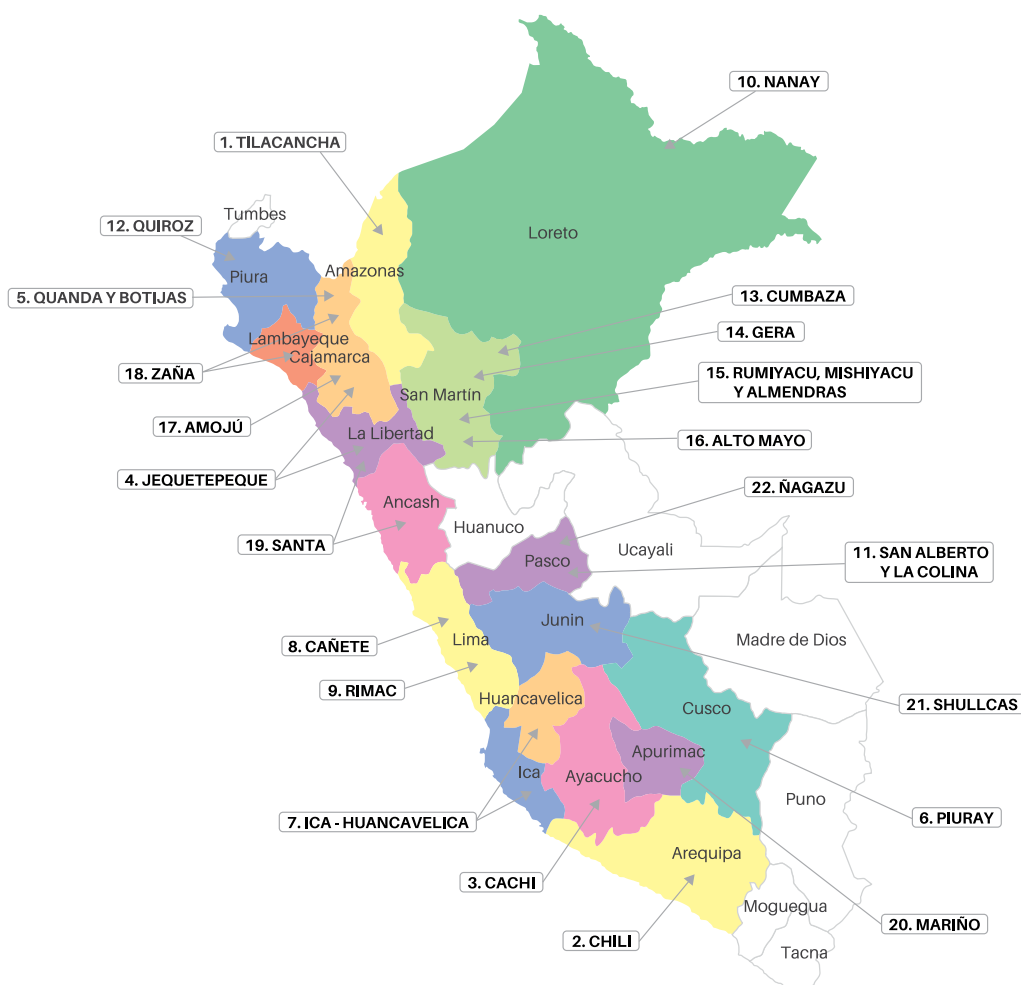 10. NANAY
1. TILACANCHA
Tumbes
12. QUIROZ
Loreto
Amazonas
Piura
5. QUANDA Y BOTIJAS
13. CUMBAZA
14. GERA
Lambayeque
Cajamarca
18. ZAÑA
15. RUMIYACU, MISHIYACU
Y ALMENDRAS
San Martín
17. AMOJÚ
La Libertad
16. ALTO MAYO
4. JEQUETEPEQUE
22. ÑAGAZU
Ancash
Huanuco
19. SANTA
Ucayali
11. SAN ALBERTO
Y LA COLINA
Pasco
Junin
8. CAÑETE
Lima
Madre de Dios
9. RIMAC
Huancavelica
21. SHULLCAS
Cusco
Apurimac
Ica
Ayacucho
Puno
7. ICA - HUANCAVELICA
6. PIURAY
Arequipa
3. CACHI
Moguegua
20. MARIÑO
2. CHILI
Tacna